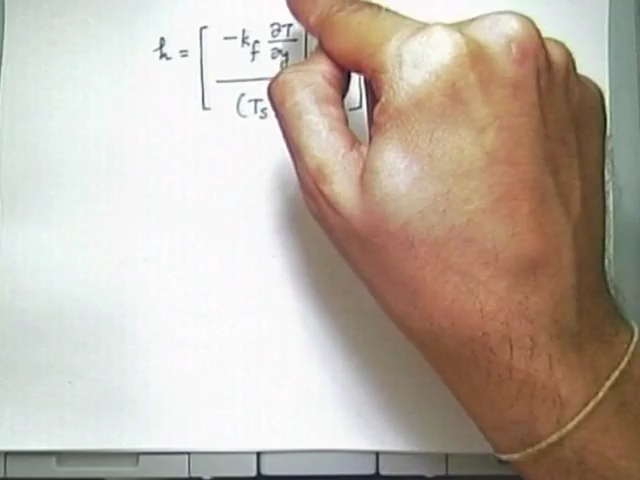 h = [ -k_f ∂T/∂y | / (T_s ]